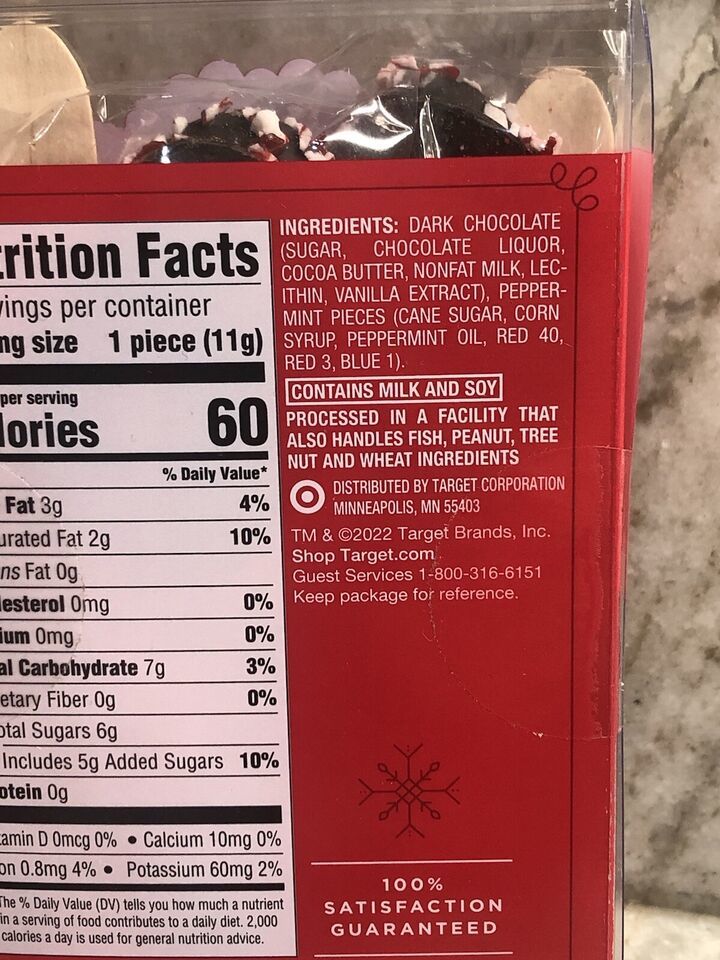 trition Facts
vings per container
ng size 1 piece (11g)
per serving
lories 60
% Daily Value*
Fat 3g 4%
urated Fat 2g 10%
ns Fat 0g
lesterol 0mg 0%
ium 0mg 0%
al Carbohydrate 7g 3%
etary Fiber 0g 0%
otal Sugars 6g
Includes 5g Added Sugars 10%
otein 0g
tamin D 0mcg 0% • Calcium 10mg 0%
on 0.8mg 4% • Potassium 60mg 2%
The % Daily Value (DV) tells you how much a nutrient
in a serving of food contributes to a daily diet. 2,000
calories a day is used for general nutrition advice.
INGREDIENTS: DARK CHOCOLATE
(SUGAR, CHOCOLATE LIQUOR,
COCOA BUTTER, NONFAT MILK, LEC-
ITHIN, VANILLA EXTRACT), PEPPER-
MINT PIECES (CANE SUGAR, CORN
SYRUP, PEPPERMINT OIL, RED 40,
RED 3, BLUE 1).
CONTAINS MILK AND SOY
PROCESSED IN A FACILITY THAT
ALSO HANDLES FISH, PEANUT, TREE
NUT AND WHEAT INGREDIENTS
DISTRIBUTED BY TARGET CORPORATION
MINNEAPOLIS, MN 55403
TM & ©2022 Target Brands, Inc.
Shop Target.com
Guest Services 1-800-316-6151
Keep package for reference.
100%
SATISFACTION
GUARANTEED